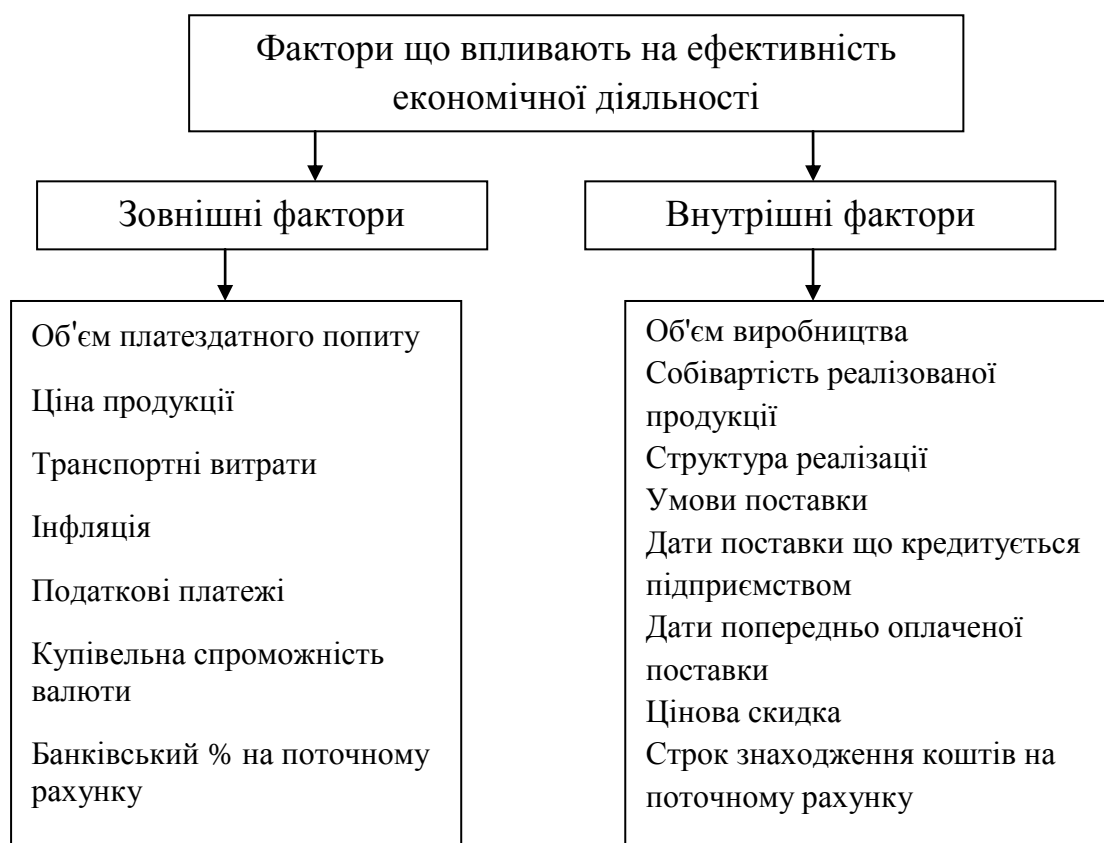 Фактори що впливають на ефективність
економічної діяльності
Зовнішні фактори
Внутрішні фактори
Об'єм платездатного попиту
Ціна продукції
Транспортні витрати
Інфляція
Податкові платежі
Купівельна спроможність
валюти
Банківський % на поточному
рахунку
Об'єм виробництва
Собівартість реалізованої
продукції
Структура реалізації
Умови поставки
Дати поставки що кредитується
підприємством
Дати попередньо оплаченої
поставки
Цінова скидка
Строк знаходження коштів на
поточному рахунку